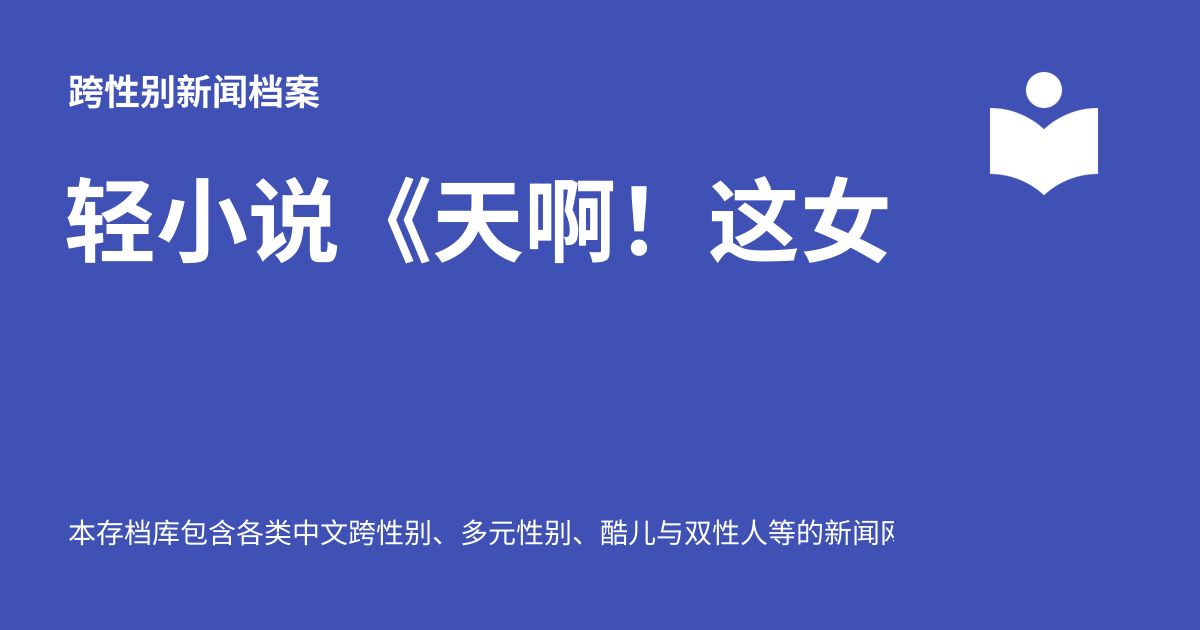 跨性别新闻档案
轻小说《天啊！这女
本存档库包含各类中文跨性别、多元性别、酷儿与双性人等的新闻